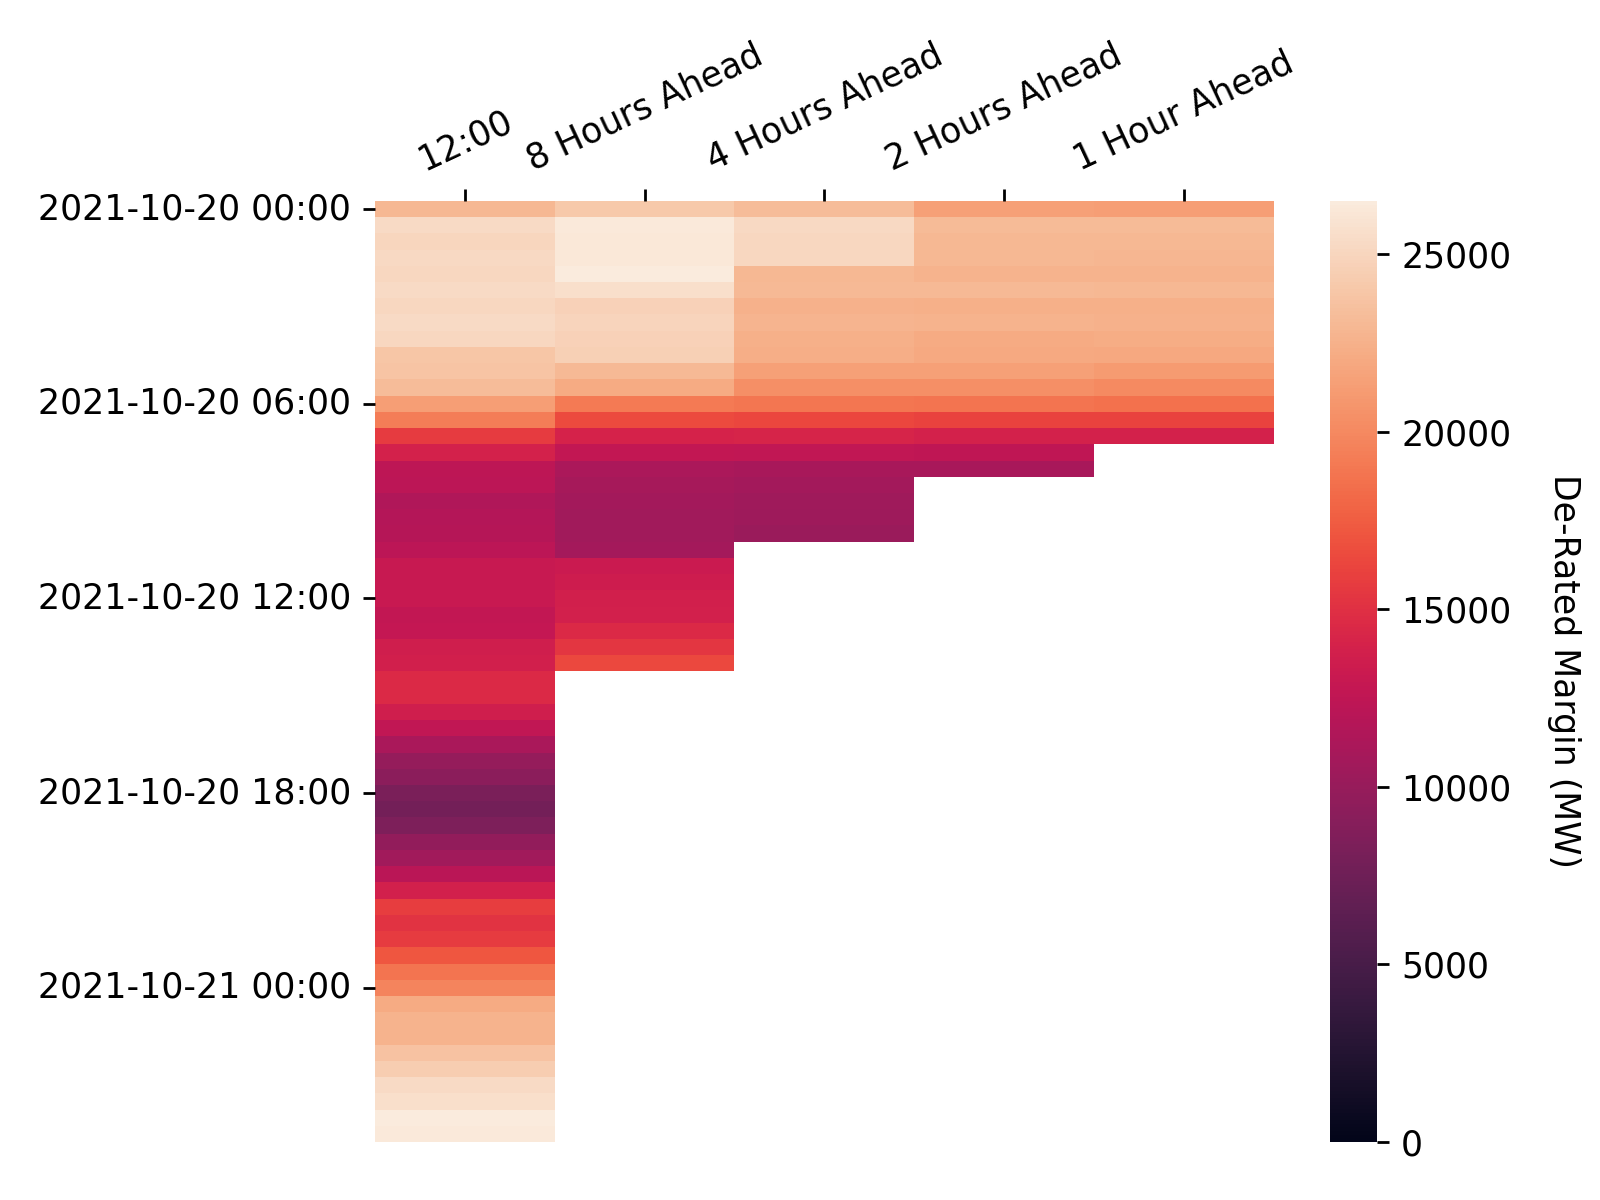 12:00
8 Hours Ahead
4 Hours Ahead
2 Hours Ahead
1 Hour Ahead
2021-10-20 00:00
2021-10-20 06:00
2021-10-20 12:00
2021-10-20 18:00
2021-10-21 00:00
25000
20000
15000
10000
5000
0
De-Rated Margin (MW)